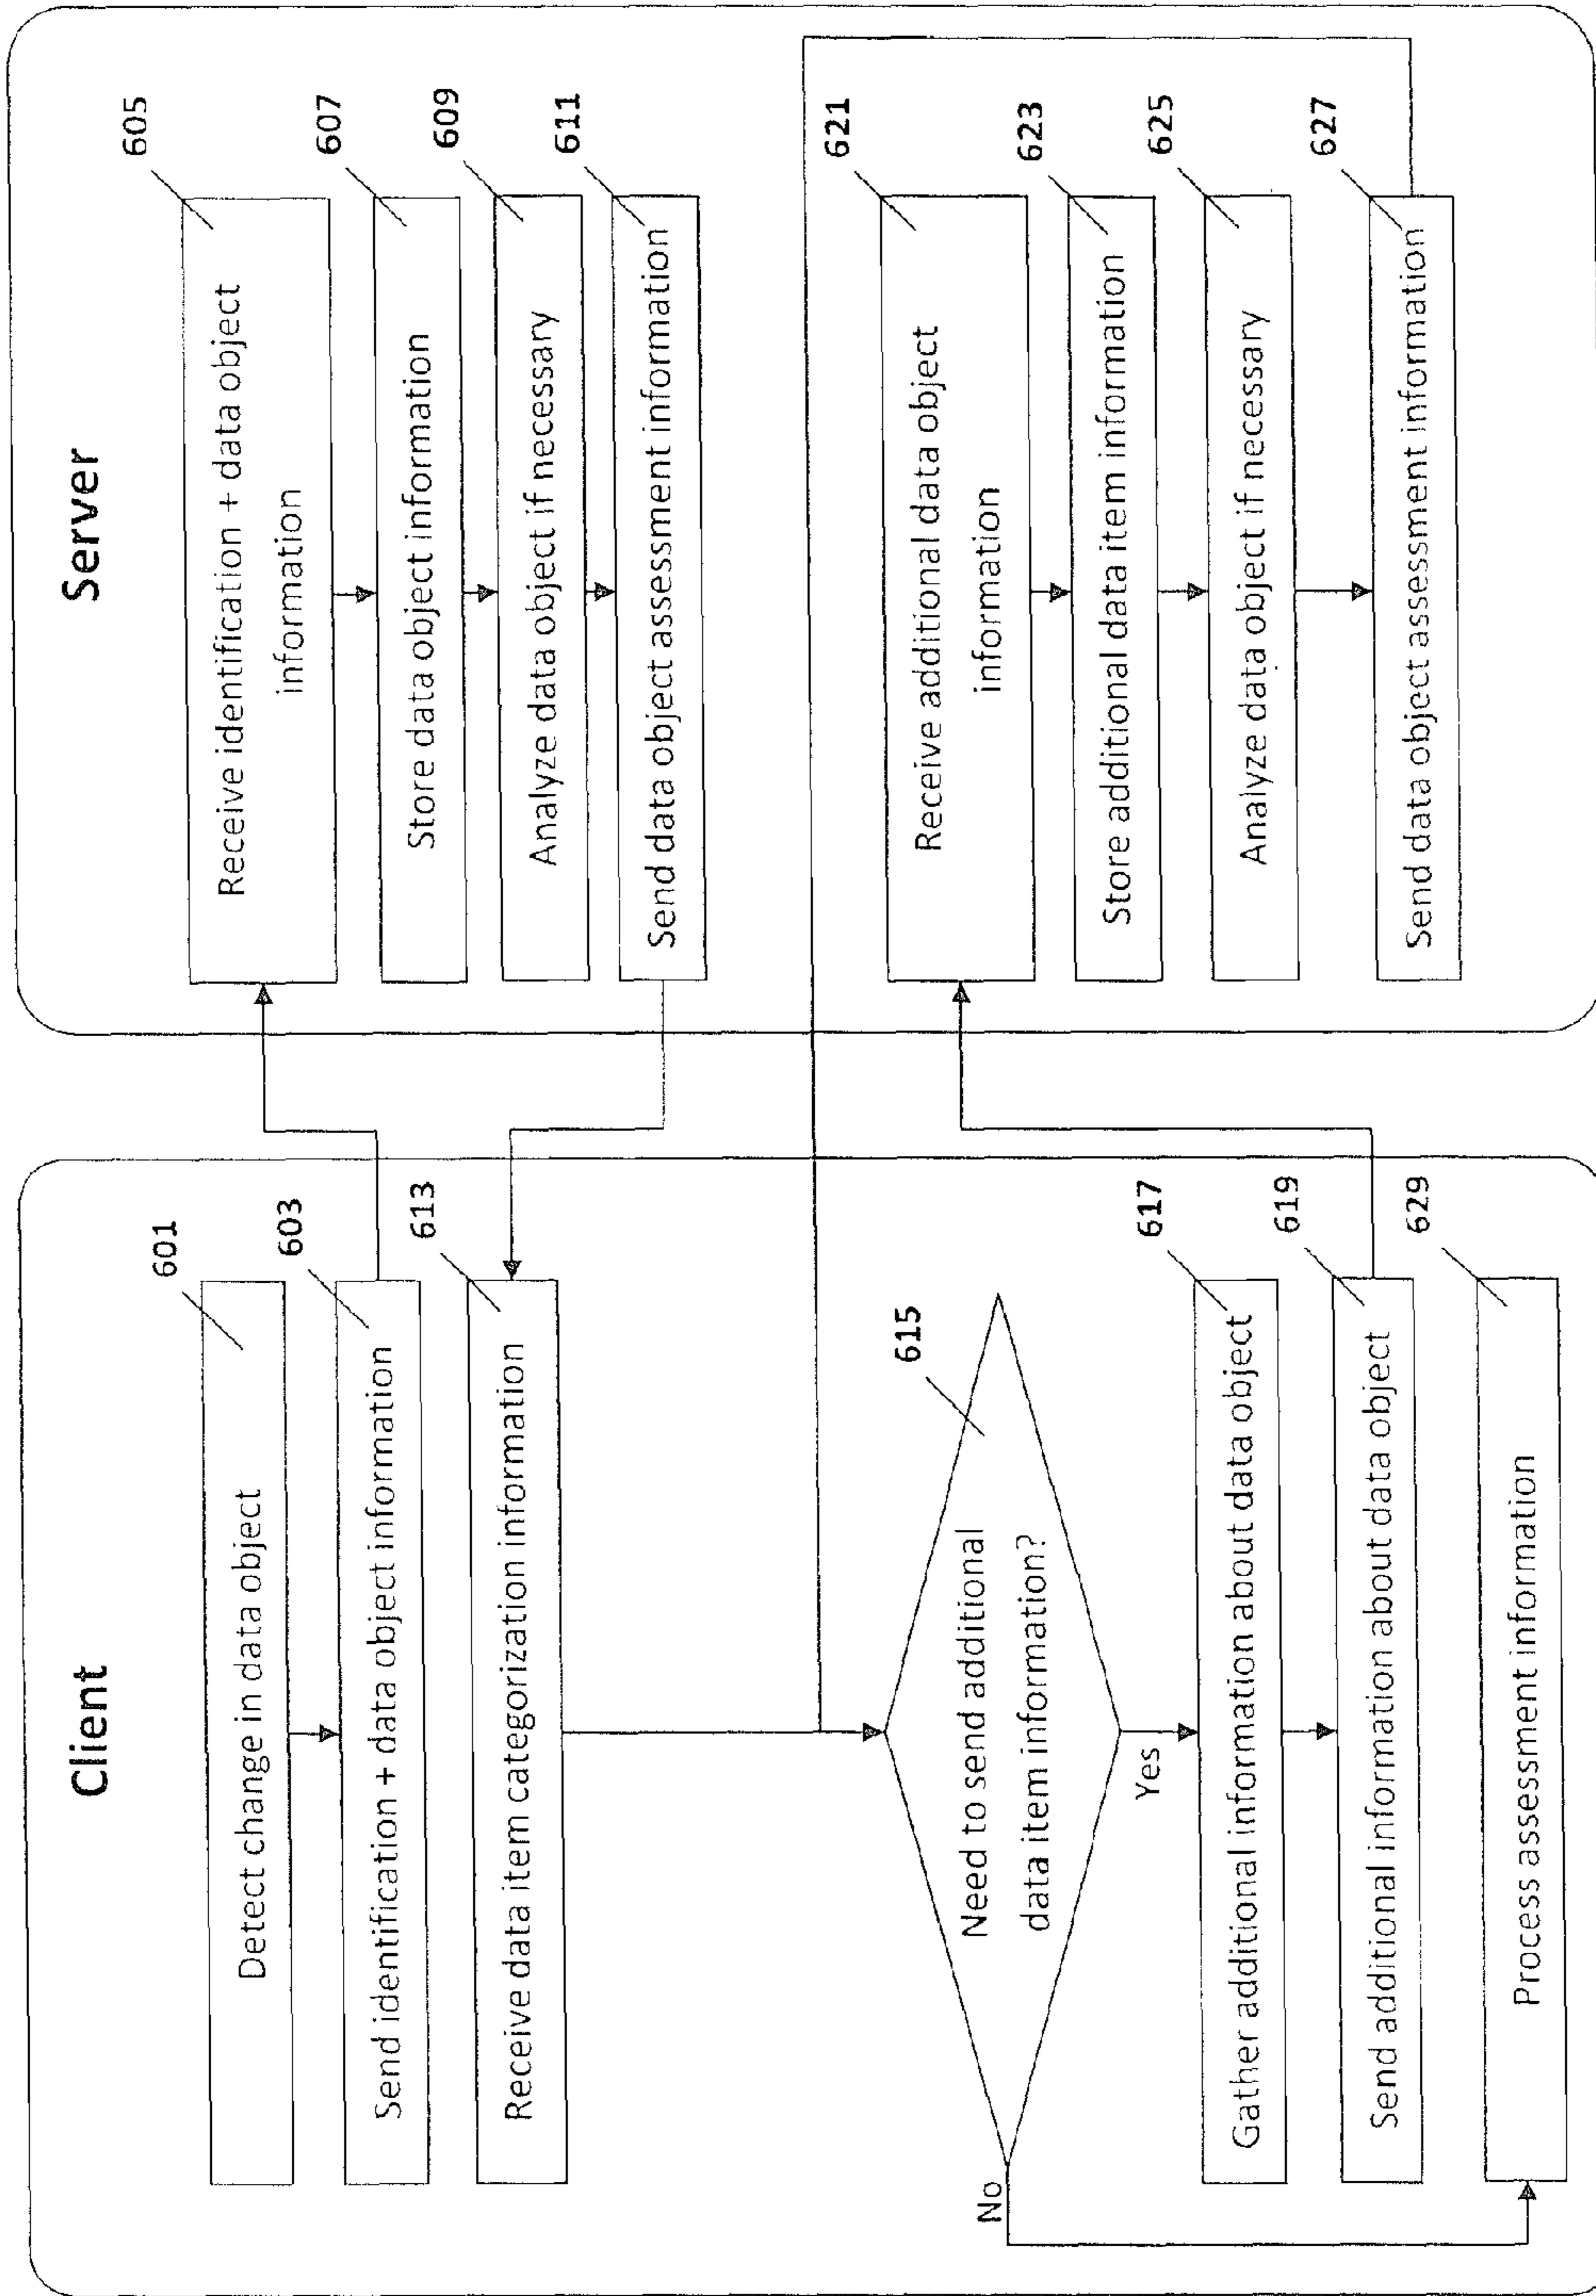 Client
Detect change in data object
601
Send identification + data object information
603
Receive data item categorization information
613
Need to send additional
data item information?
615
Yes
No
Gather additional information about data object
617
Send additional information about data object
619
Process assessment information
629
Server
Receive identification + data object
information
605
Store data object information
607
Analyze data object if necessary
609
Send data object assessment information
611
Receive additional data object
information
621
Store additional data item information
623
Analyze data object if necessary
625
Send data object assessment information
627